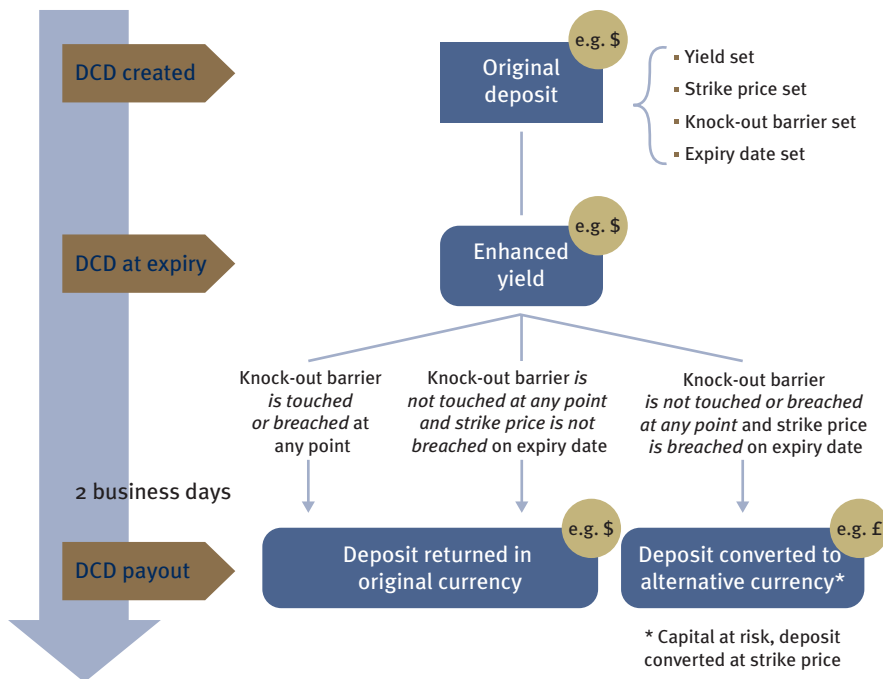 DCD created
e.g. $
Original
deposit
▪ Yield set
▪ Strike price set
▪ Knock-out barrier set
▪ Expiry date set
DCD at expiry
e.g. $
Enhanced
yield
Knock-out barrier
is touched
or breached at
any point
Knock-out barrier is
not touched at any point
and strike price is not
breached on expiry date
Knock-out barrier
is not touched or breached
at any point and strike price
is breached on expiry date
2 business days
DCD payout
e.g. $
Deposit returned in
original currency
e.g. £
Deposit converted to
alternative currency*
* Capital at risk, deposit
converted at strike price